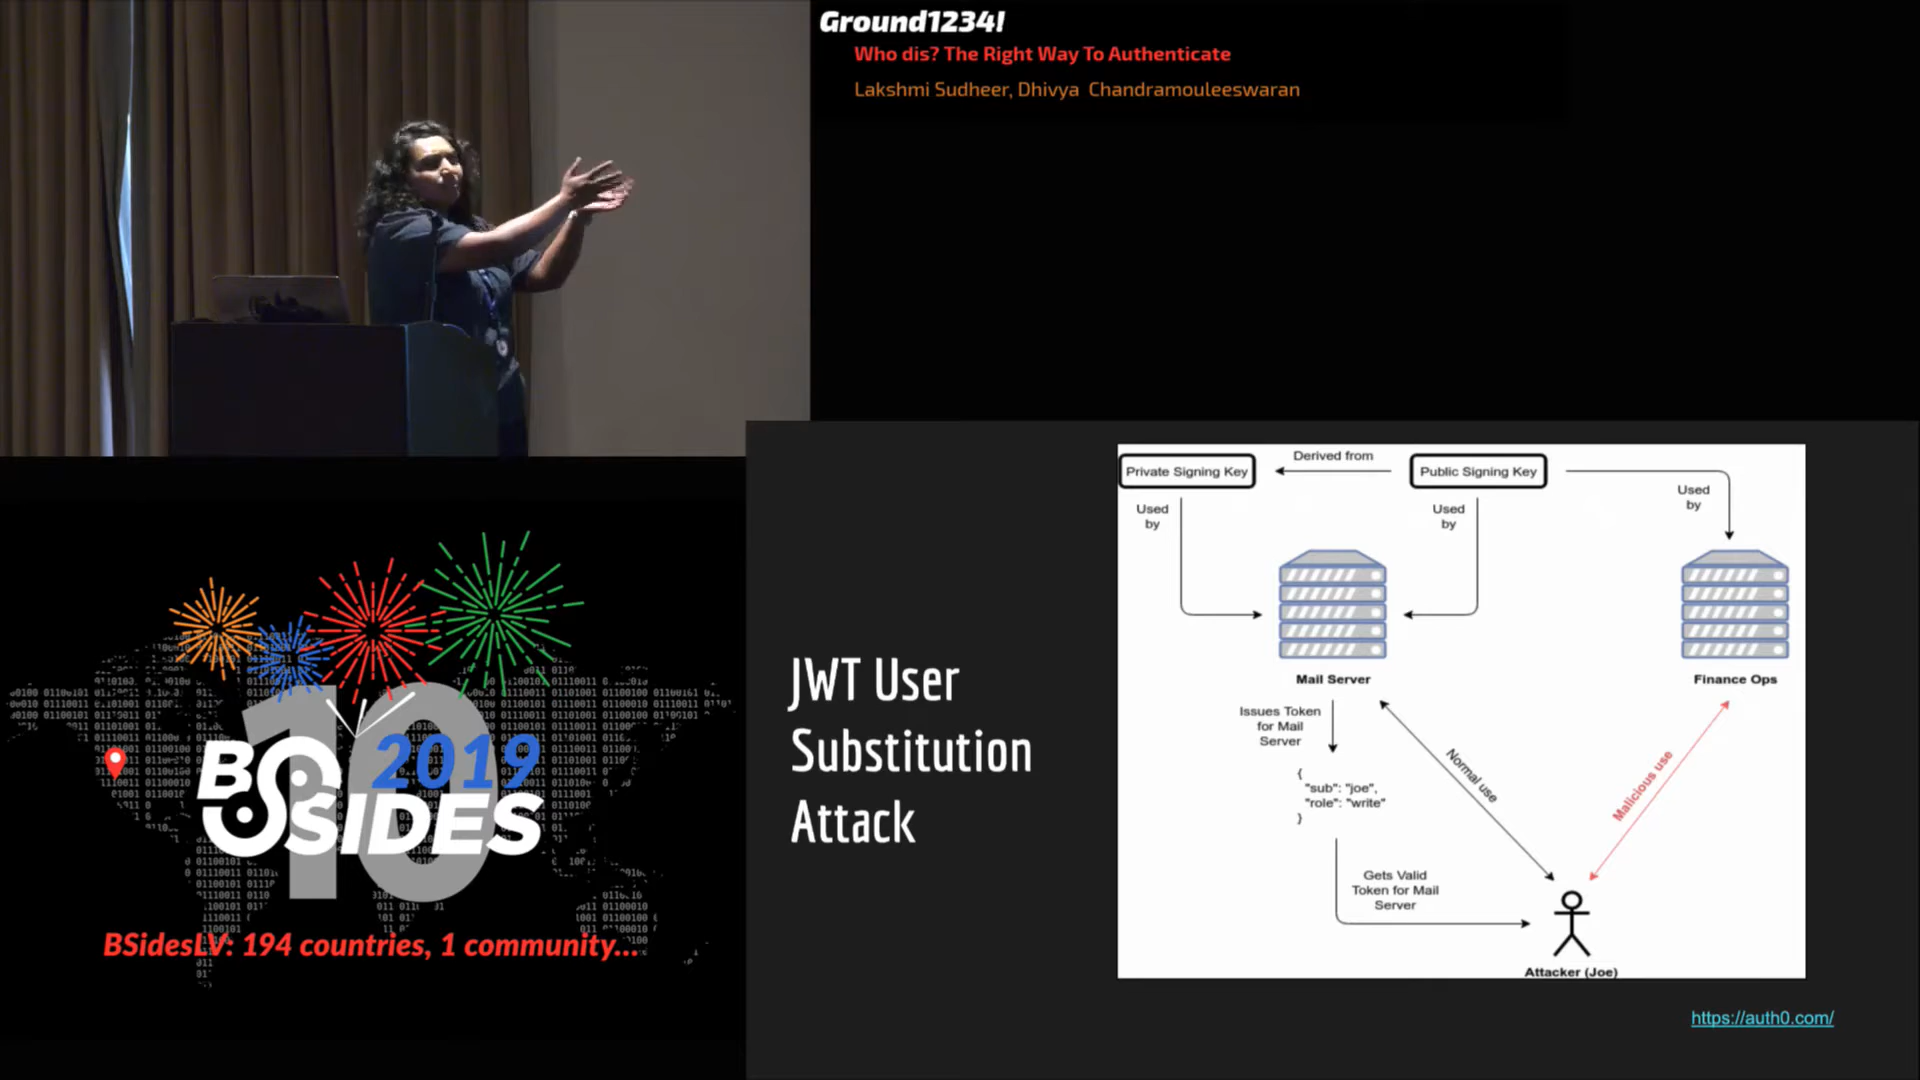 Ground1234!
Who dis? The Right Way To Authenticate
Lakshmi Sudheer, Dhivya Chandramouleeswaran
10
BSIDES
2019
BSidesLV: 194 countries, 1 community...
JWT User
Substitution
Attack
Private Signing Key
Derived from
Public Signing Key
Used
by
Used
by
Used
by
Mail Server
Finance Ops
Issues Token
for Mail
Server
{
"sub": "joe",
"role": "write"
}
Normal use
Malicious use
Gets Valid
Token for Mail
Server
Attacker (Joe)
https://auth0.com/